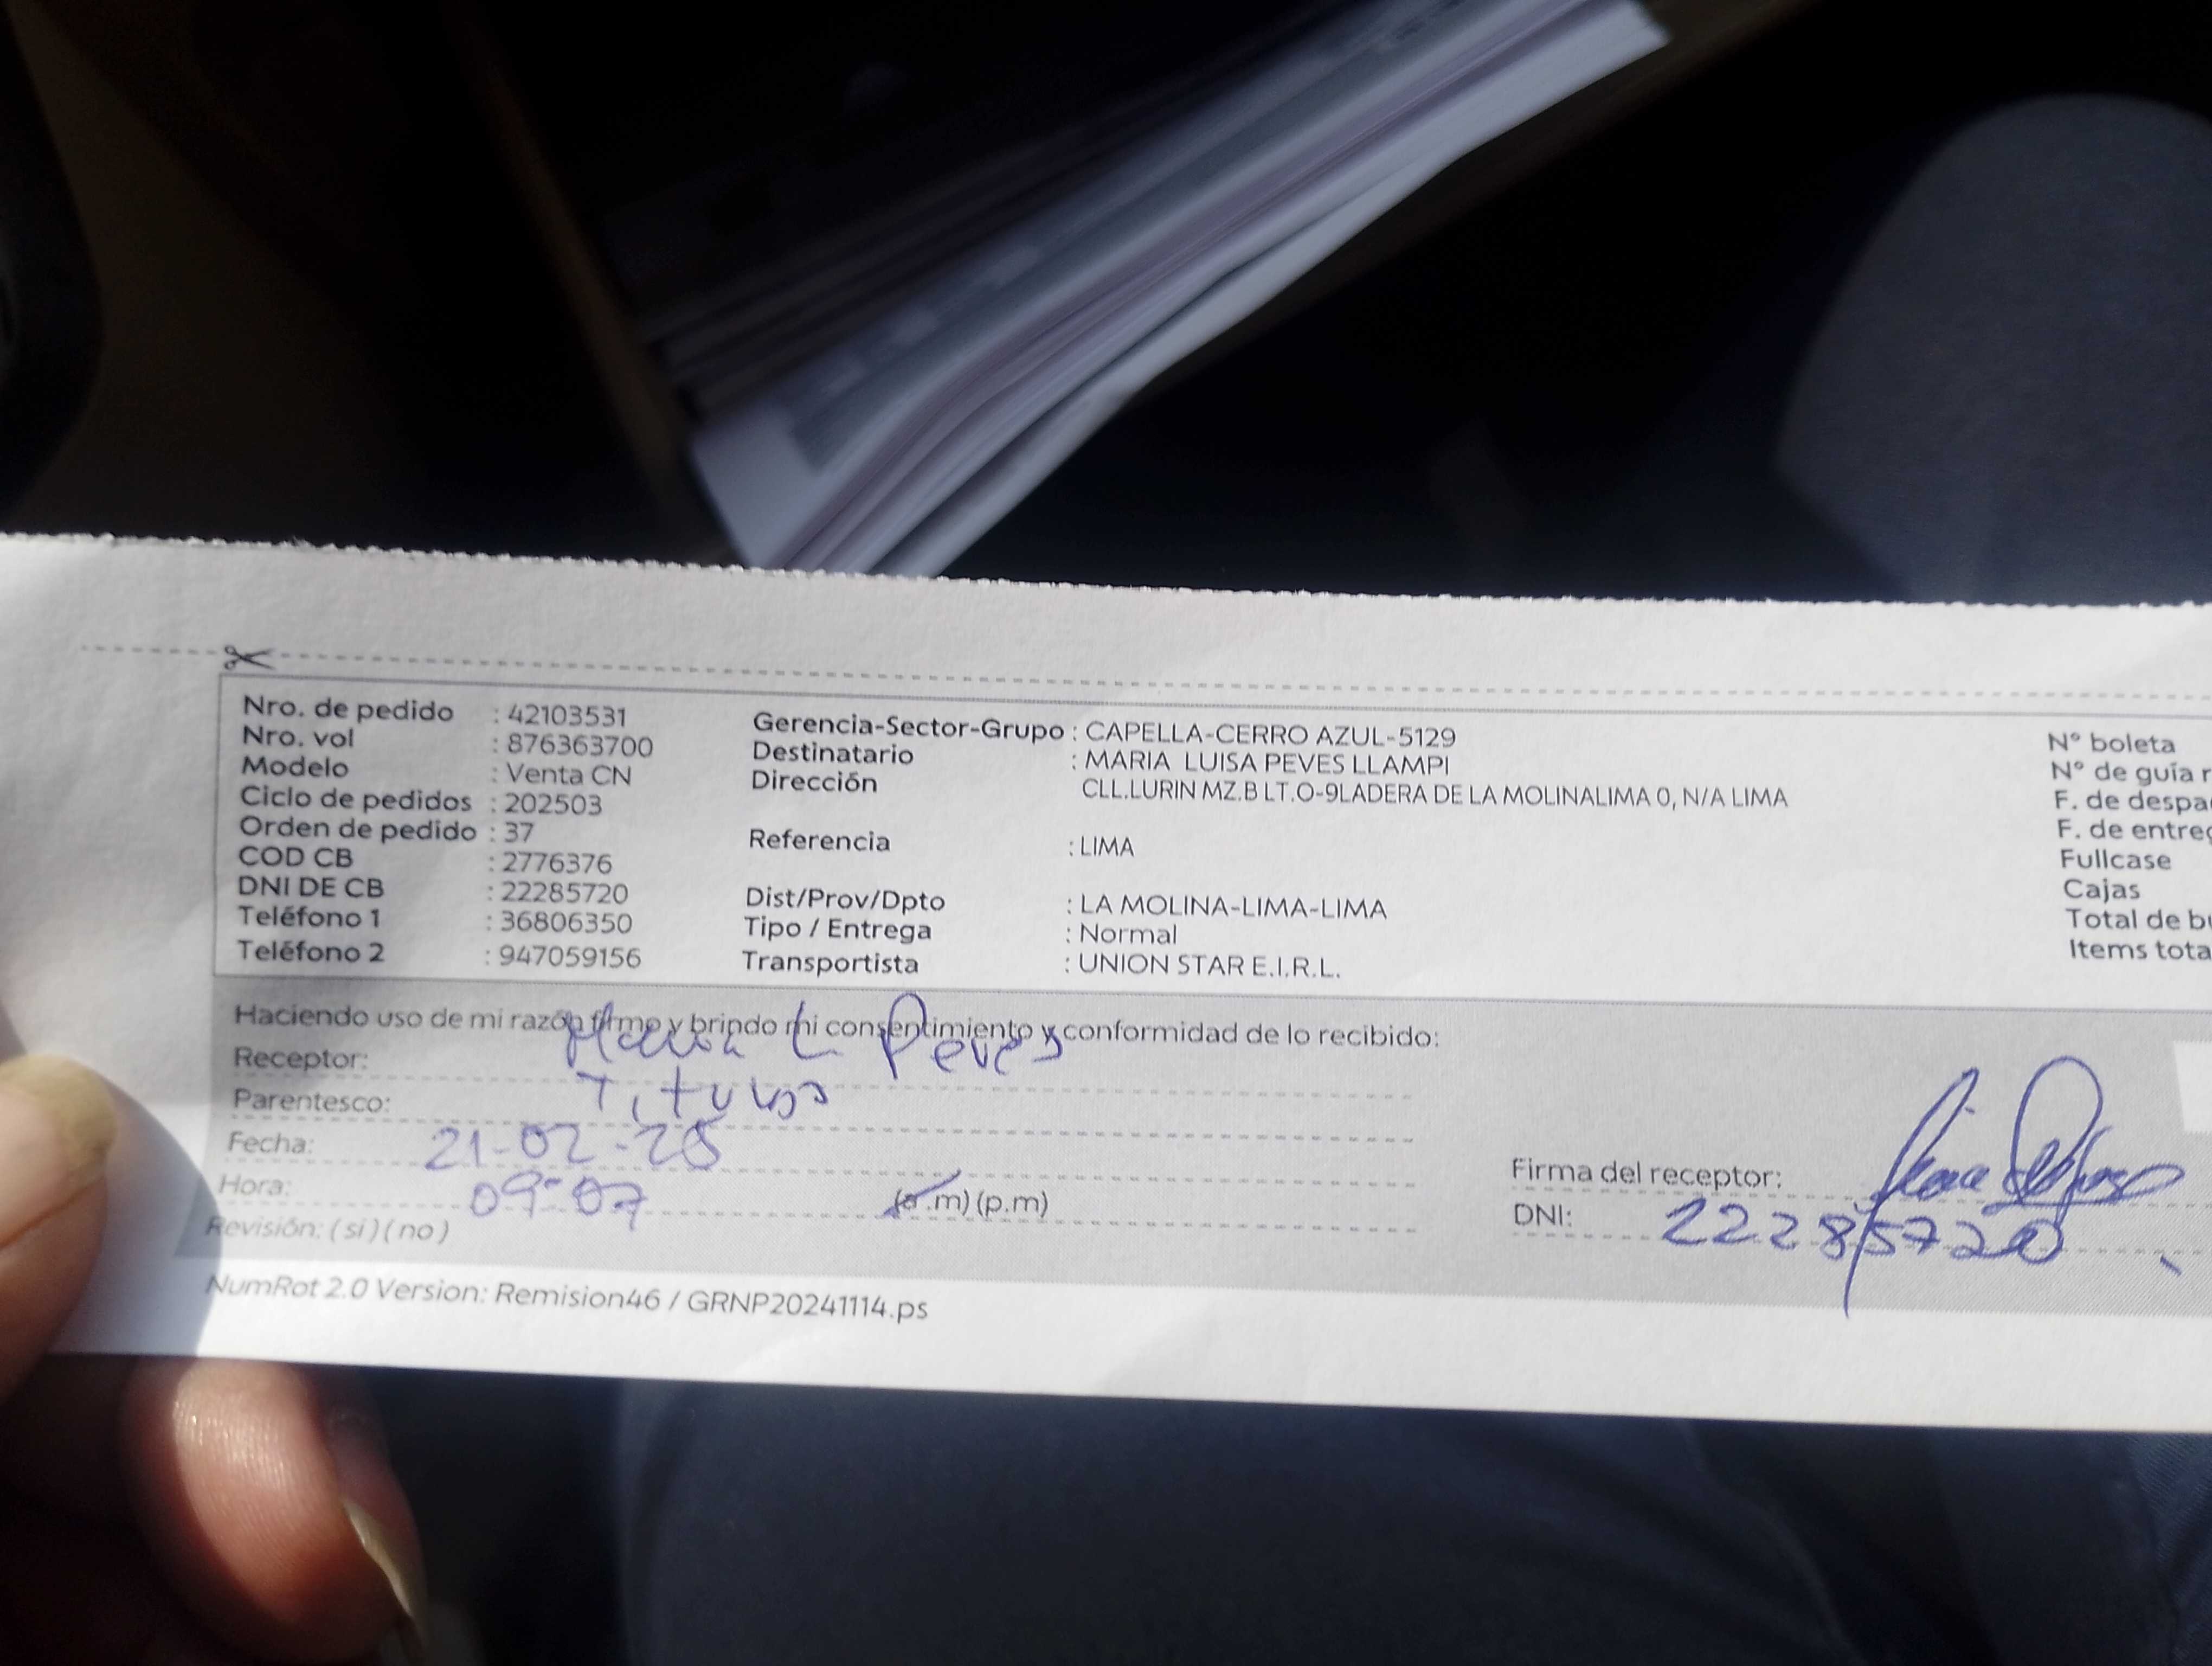 Nro. de pedido : 42103531
Nro. vol : 876363700
Modelo : Venta CN
Ciclo de pedidos : 202503
Orden de pedido : 37
COD CB : 2776376
DNI DE CB : 22285720
Teléfono 1 : 36806350
Teléfono 2 : 947059156
Gerencia-Sector-Grupo : CAPELLA-CERRO AZUL-5129
Destinatario : MARIA LUISA PEVES LLAMPI
Dirección CLL.LURIN MZ.B LT.O-9LADERA DE LA MOLINALIMA 0, N/A LIMA
Referencia : LIMA
Dist/Prov/Dpto : LA MOLINA-LIMA-LIMA
Tipo / Entrega : Normal
Transportista : UNION STAR E.I.R.L.
N° boleta
N° de guía r
F. de despa
F. de entreg
Fullcase
Cajas
Total de bu
Items tota
Haciendo uso de mi razón firmo y brindo mi consentimiento y conformidad de lo recibido:
Receptor: Maria L Peves
Parentesco:
Fecha: 21-02-25
Hora: 09-07 (a.m) (p.m)
Revisión: ( si ) ( no )
Firma del receptor:
DNI: 22285720
NumRot 2.0 Version: Remision46 / GRNP20241114.ps